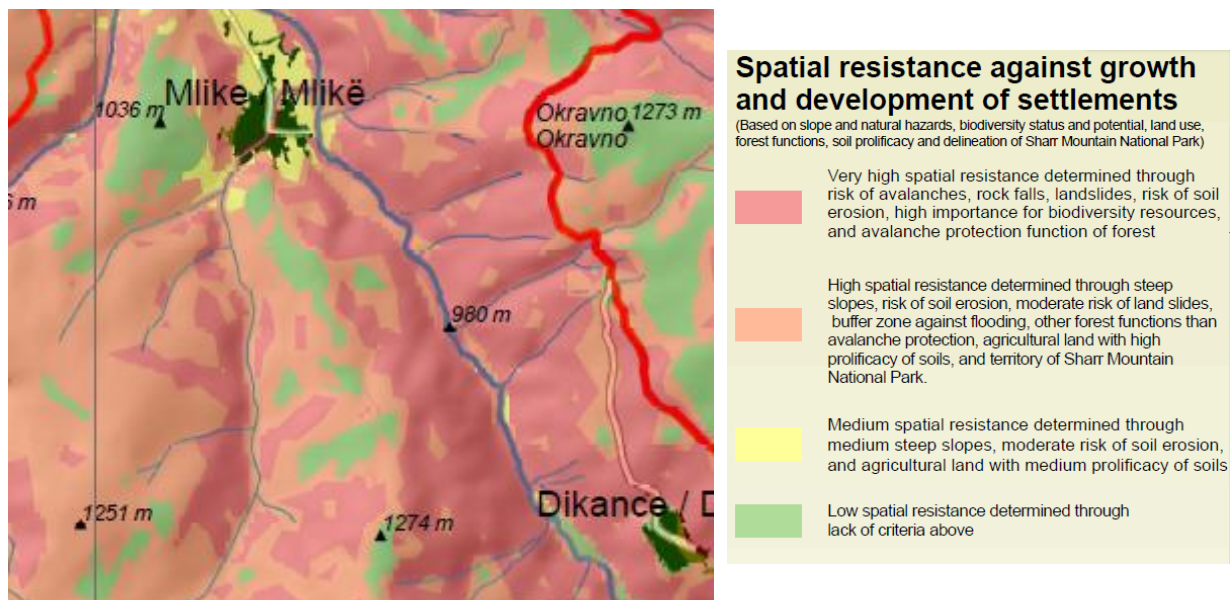 Mlike / Mlikë
1036 m
Okravno 1273 m
Okravno
6 m
980 m
1251 m
1274 m
Dikance / D
Spatial resistance against growth
and development of settlements
(Based on slope and natural hazards, biodiversity status and potential, land use,
forest functions, soil prolificacy and delineation of Sharr Mountain National Park)
Very high spatial resistance determined through
risk of avalanches, rock falls, landslides, risk of soil
erosion, high importance for biodiversity resources,
and avalanche protection function of forest
High spatial resistance determined through steep
slopes, risk of soil erosion, moderate risk of land slides,
buffer zone against flooding, other forest functions than
avalanche protection, agricultural land with high
prolificacy of soils, and territory of Sharr Mountain
National Park.
Medium spatial resistance determined through
medium steep slopes, moderate risk of soil erosion,
and agricultural land with medium prolificacy of soils
Low spatial resistance determined through
lack of criteria above